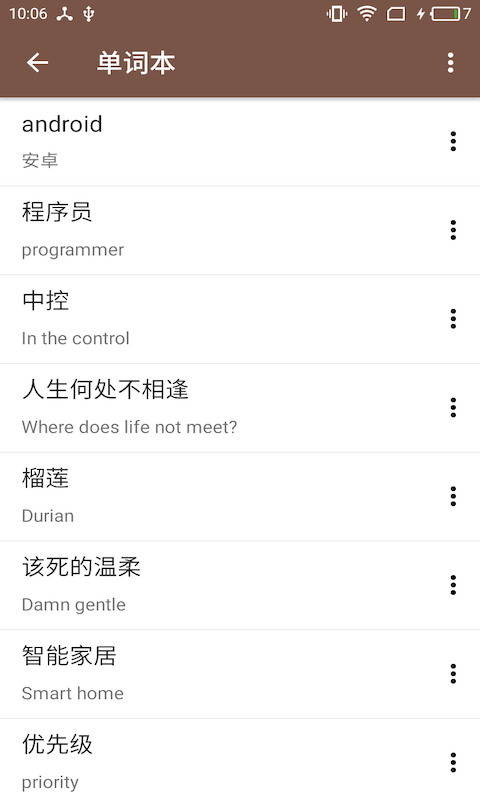 10:06 7
单词本
android
安卓
程序员
programmer
中控
In the control
人生何处不相逢
Where does life not meet?
榴莲
Durian
该死的温柔
Damn gentle
智能家居
Smart home
优先级
priority